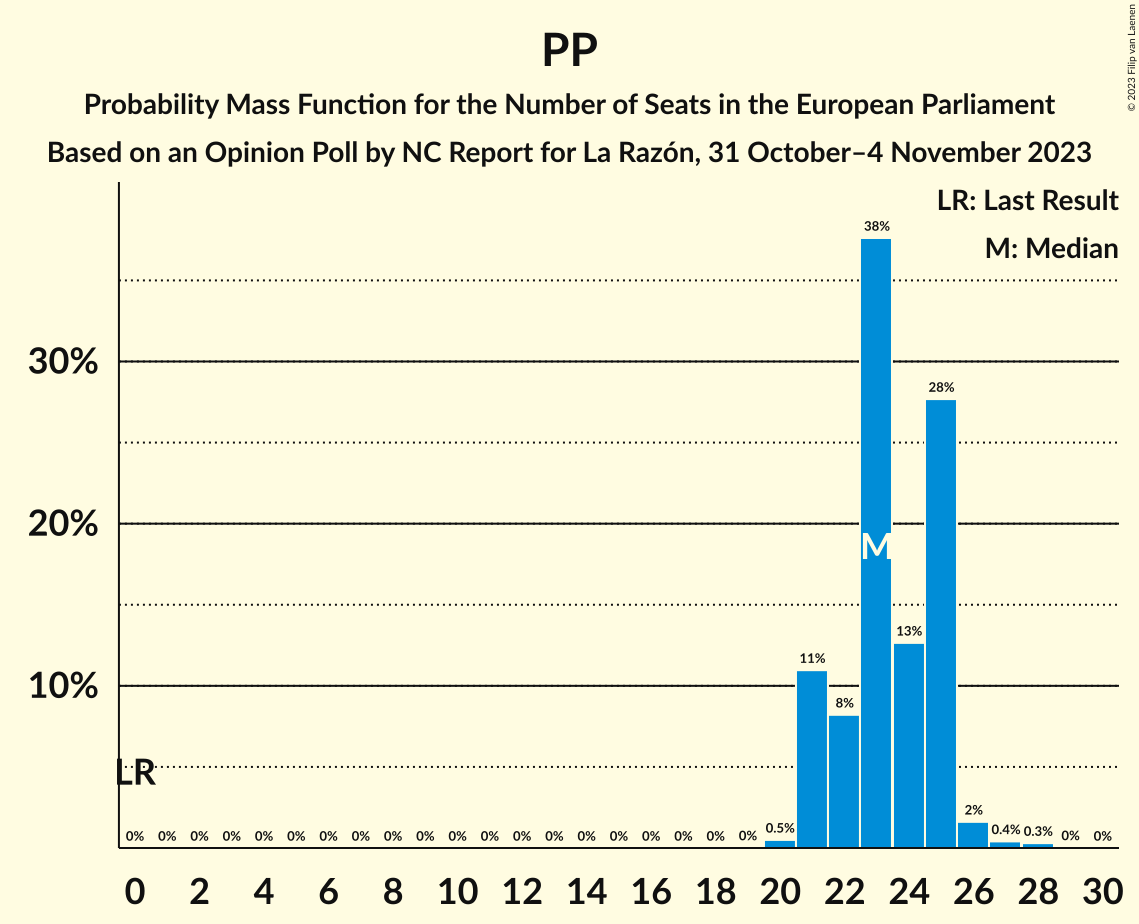 PP
Probability Mass Function for the Number of Seats in the European Parliament
Based on an Opinion Poll by NC Report for La Razón, 31 October–4 November 2023
© 2023 Filip van Laenen
LR: Last Result
M: Median
38%
30%
28%
20%
M
13%
11%
10%
8%
LR
0% 0% 0% 0% 0% 0% 0% 0% 0% 0% 0% 0% 0% 0% 0% 0% 0% 0% 0% 0% 0.5% 2% 0.4% 0.3% 0% 0%
0 2 4 6 8 10 12 14 16 18 20 22 24 26 28 30